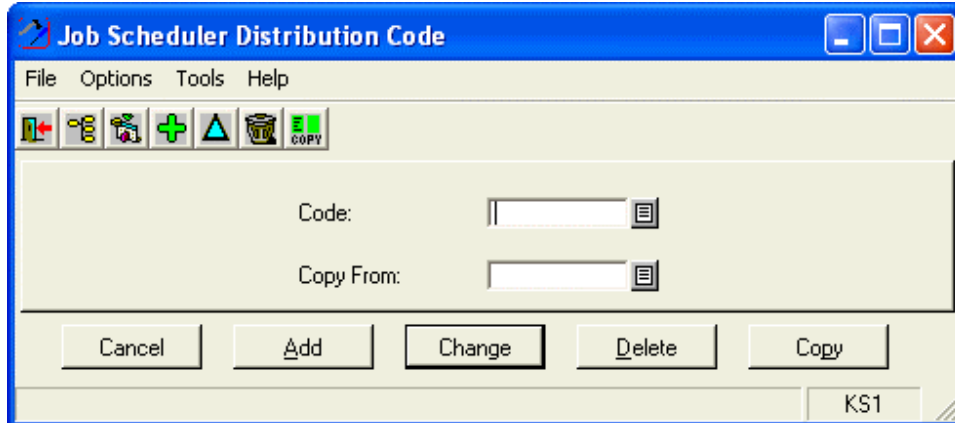 Job Scheduler Distribution Code
File Options Tools Help
COPY
Code:
Copy From:
Cancel Add Change Delete Copy
KS1